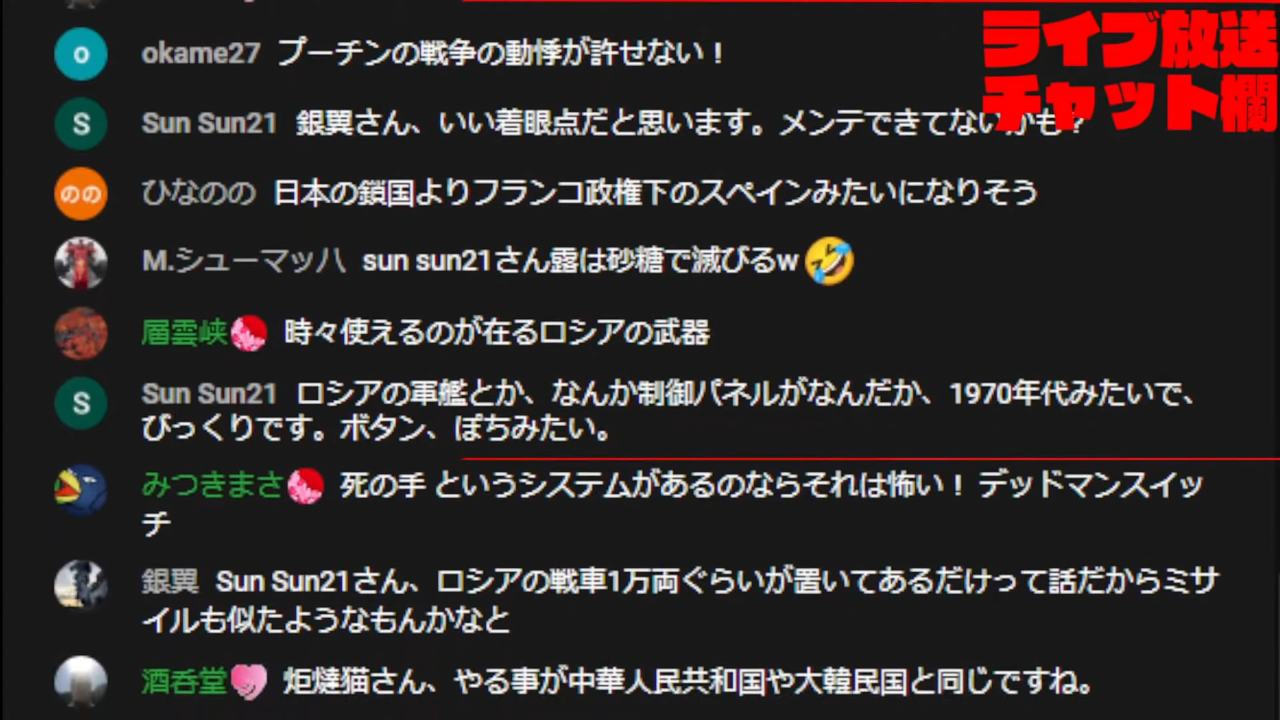 ライブ放送
チャット欄
o okame27 プーチンの戦争の動悸が許せない！
S Sun Sun21 銀翼さん、いい着眼点だと思います。メンテできてないかも？
のの ひなのの 日本の鎖国よりフランコ政権下のスペインみたいになりそう
M.シューマッハ sun sun21さん露は砂糖で滅びるw🤣
層雲峡 時々使えるのが在るロシアの武器
S Sun Sun21 ロシアの軍艦とか、なんか制御パネルがなんだか、1970年代みたいで、
びっくりです。ボタン、ぽちみたい。
みつきまさ 死の手 というシステムがあるのならそれは怖い！ デッドマンスイッ
チ
銀翼 Sun Sun21さん、ロシアの戦車1万両ぐらいが置いてあるだけって話だからミサ
イルも似たようなもんかなと
酒呑堂 炬燵猫さん、やる事が中華人民共和国や大韓民国と同じですね。